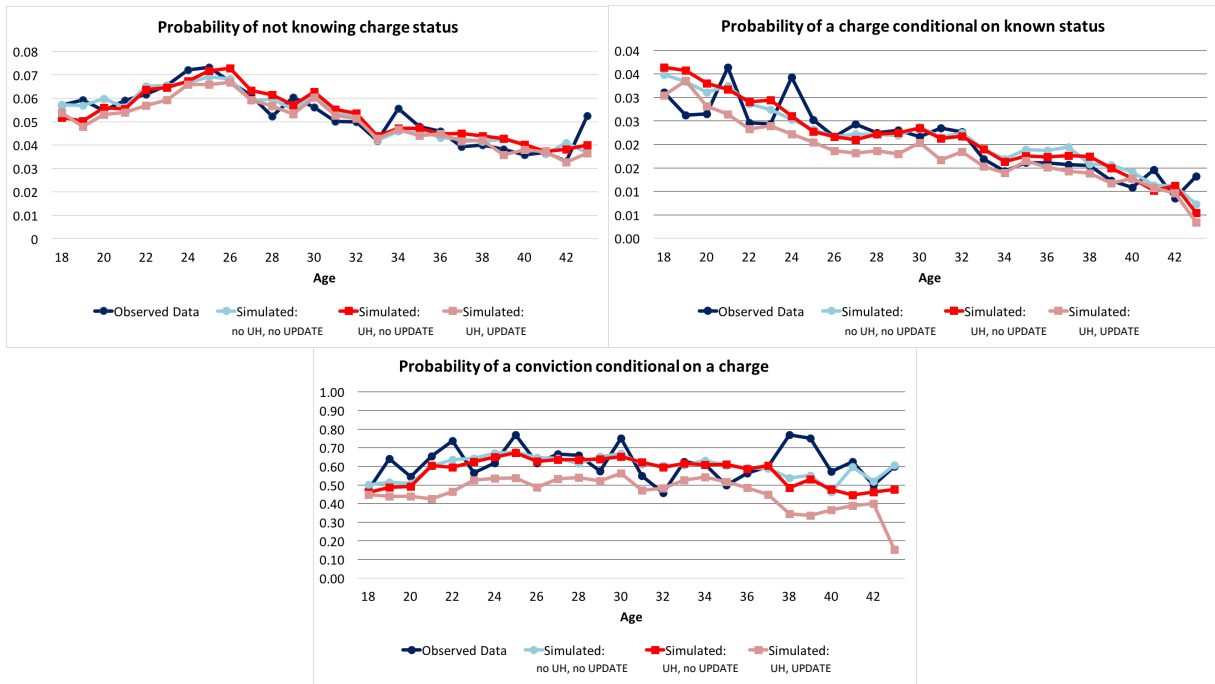 Probability of not knowing charge status
0.08
0.07
0.06
0.05
0.04
0.03
0.02
0.01
0
18 20 22 24 26 28 30 32 34 36 38 40 42
Age
Observed Data Simulated: Simulated: Simulated:
no UH, no UPDATE UH, no UPDATE UH, UPDATE
Probability of a charge conditional on known status
0.04
0.04
0.03
0.03
0.02
0.02
0.01
0.01
0.00
18 20 22 24 26 28 30 32 34 36 38 40 42
Age
Observed Data Simulated: Simulated: Simulated:
no UH, no UPDATE UH, no UPDATE UH, UPDATE
Probability of a conviction conditional on a charge
1.00
0.90
0.80
0.70
0.60
0.50
0.40
0.30
0.20
0.10
0.00
18 20 22 24 26 28 30 32 34 36 38 40 42
Age
Observed Data Simulated: Simulated: Simulated:
no UH, no UPDATE UH, no UPDATE UH, UPDATE